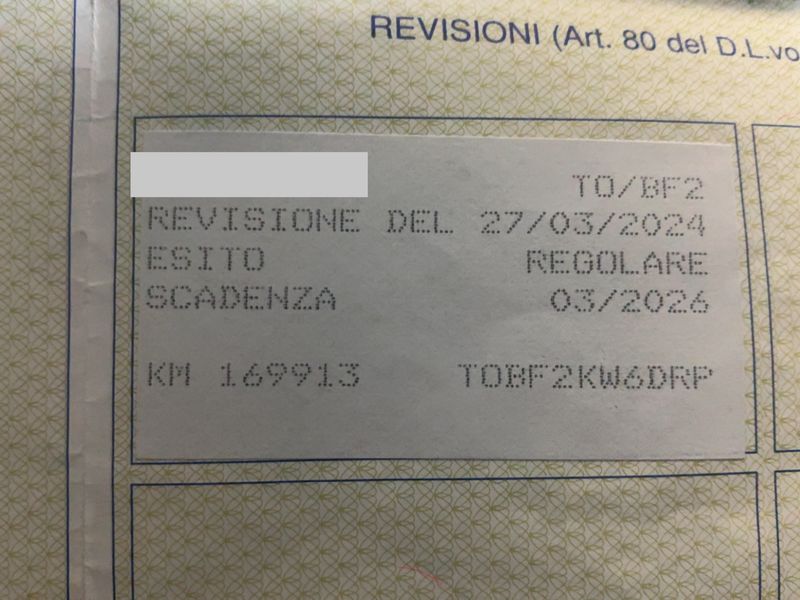 REVISIONI (Art. 80 del D.L.vo
TO/BF2
REVISIONE DEL 27/03/2024
ESITO REGOLARE
SCADENZA 03/2026
KM 169913 TOBF2KW6DRP